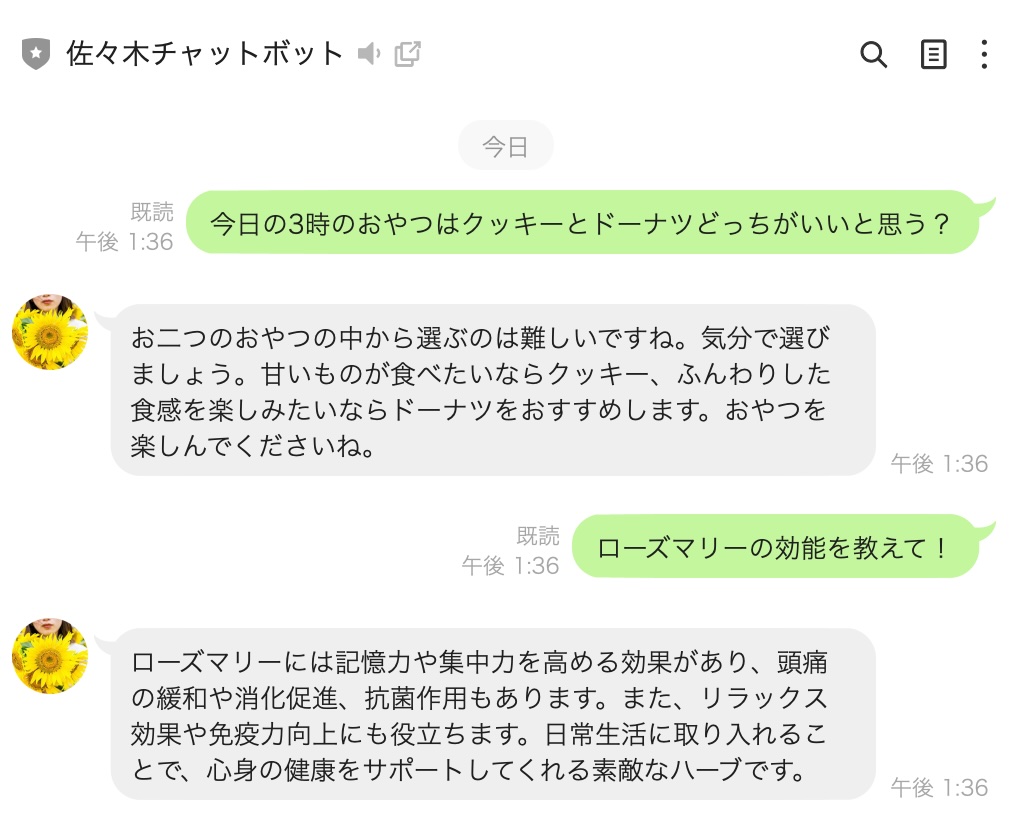 佐々木チャットボット
今日
既読
午後 1:36
今日の3時のおやつはクッキーとドーナツどっちがいいと思う？
お二つのおやつの中から選ぶのは難しいですね。気分で選び
ましょう。甘いものが食べたいならクッキー、ふんわりした
食感を楽しみたいならドーナツをおすすめします。おやつを
楽しんでくださいね。
午後 1:36
既読
午後 1:36
ローズマリーの効能を教えて！
ローズマリーには記憶力や集中力を高める効果があり、頭痛
の緩和や消化促進、抗菌作用もあります。また、リラックス
効果や免疫力向上にも役立ちます。日常生活に取り入れるこ
とで、心身の健康をサポートしてくれる素敵なハーブです。
午後 1:36